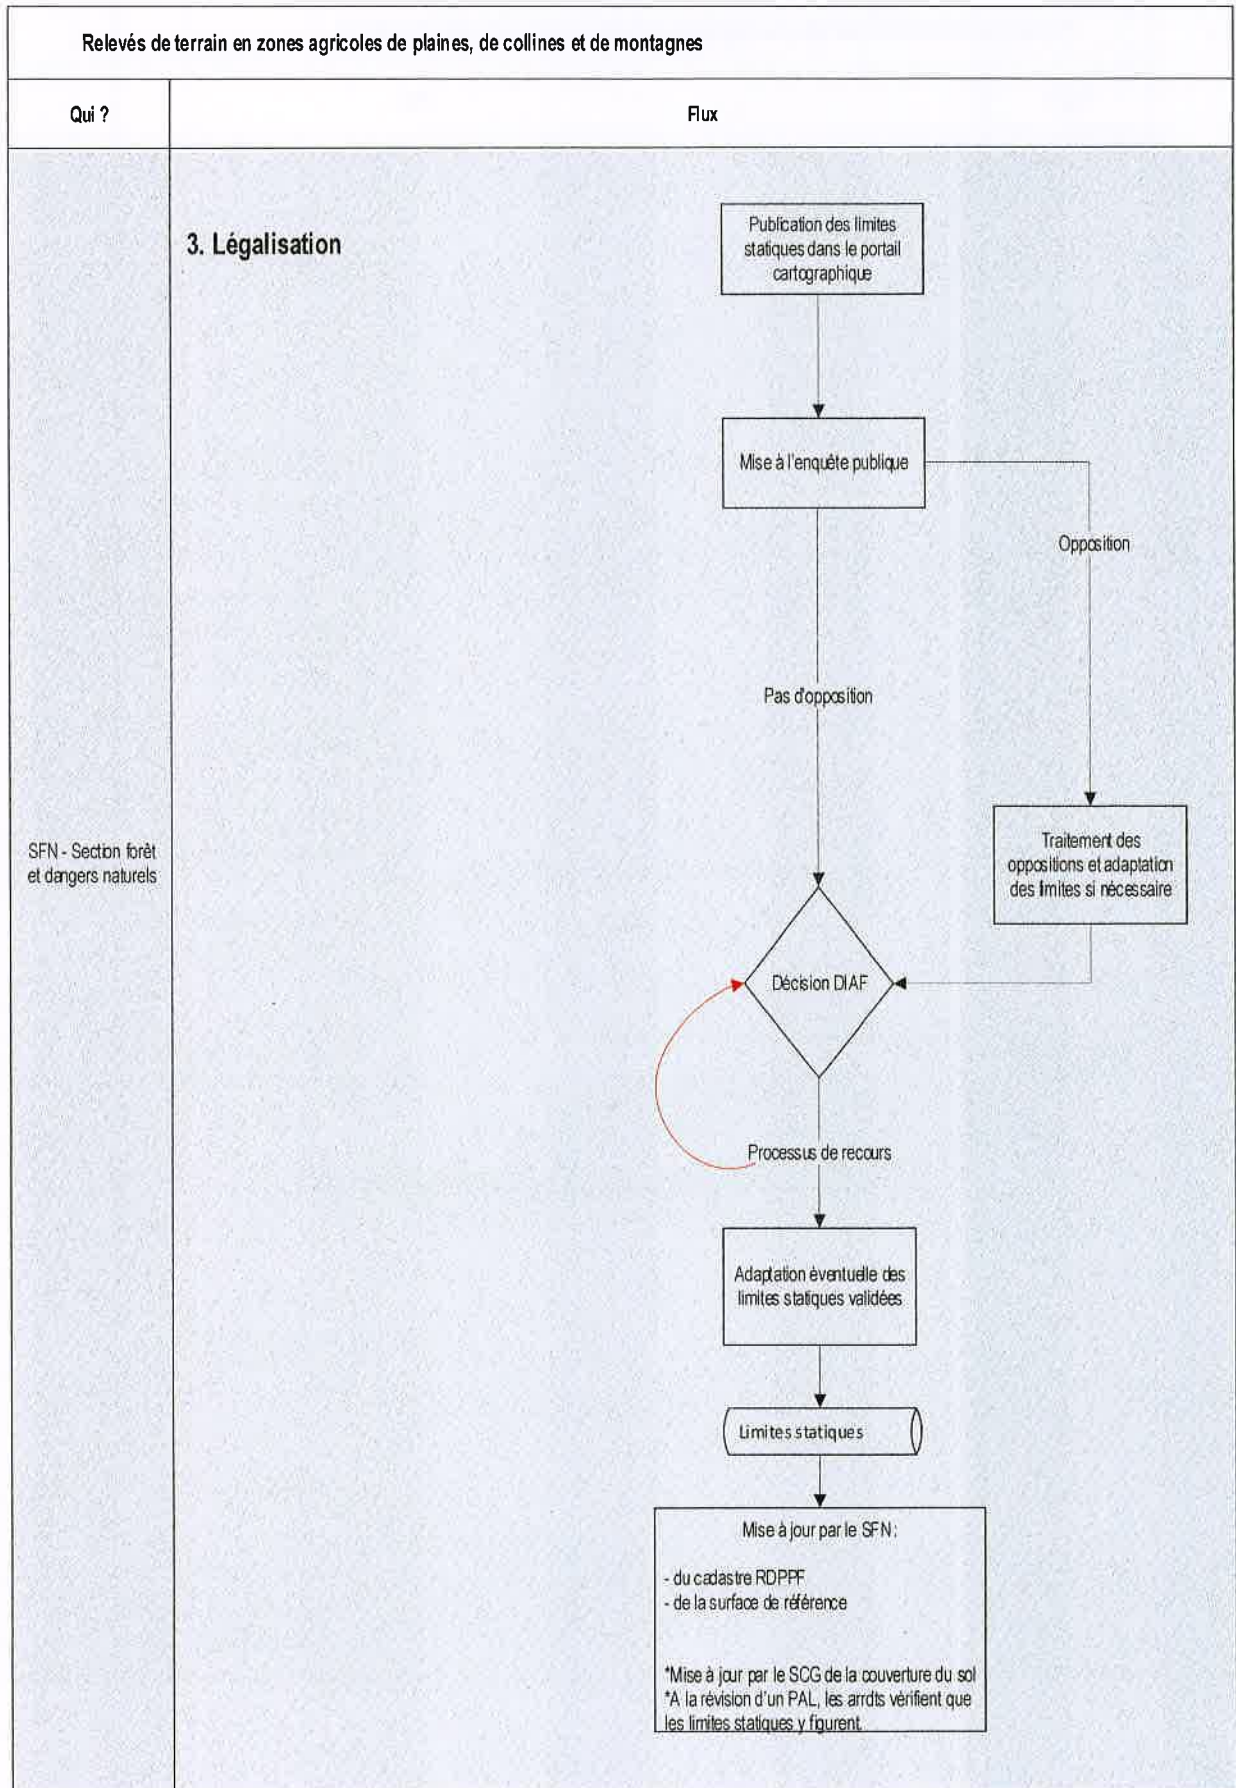 Relevés de terrain en zones agricoles de plaines, de collines et de montagnes
Qui ?
Flux
3. Légalisation
Publication des limites
statiques dans le portail
cartographique
Mise à l'enquête publique
Opposition
Pas d'opposition
SFN - Section forêt
et dangers naturels
Traitement des
oppositions et adaptation
des limites si nécessaire
Décision DIAF
Processus de recours
Adaptation éventuelle des
limites statiques validées
Limites statiques
Mise à jour par le SFN :
- du cadastre RDPPF
- de la surface de référence
*Mise à jour par le SCG de la couverture du sol
*A la révision d'un PAL, les arrdts vérifient que
les limites statiques y figurent.